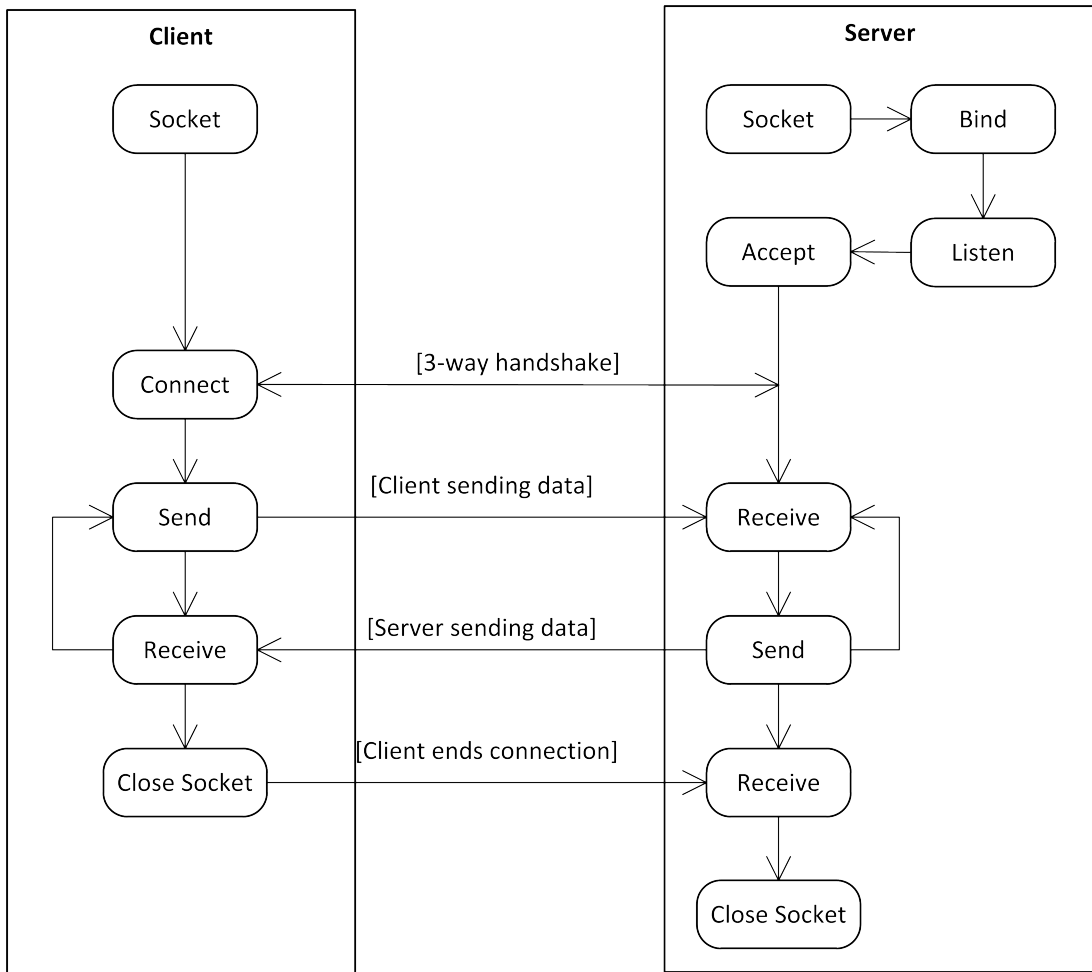 Client
Socket
Connect
Send
Receive
Close Socket
[3-way handshake]
[Client sending data]
[Server sending data]
[Client ends connection]
Server
Socket
Bind
Listen
Accept
Receive
Send
Receive
Close Socket